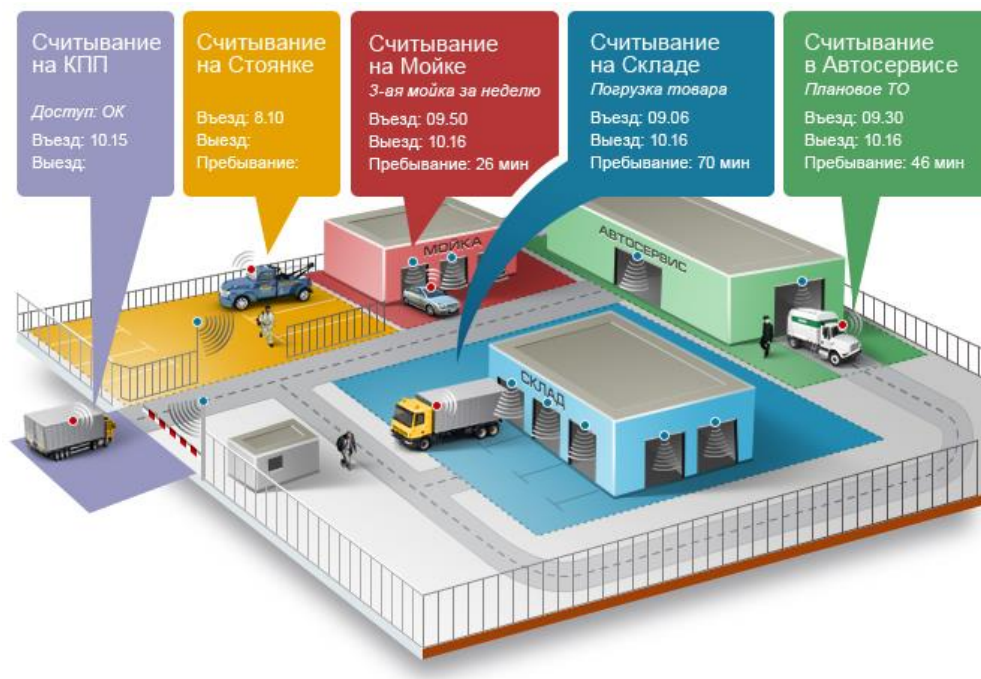 Считывание
на КПП
Доступ: ОК
Въезд: 10.15
Выезд:
Считывание
на Стоянке
Въезд: 8.10
Выезд:
Пребывание:
Считывание
на Мойке
3-ая мойка за неделю
Въезд: 09.50
Выезд: 10.16
Пребывание: 26 мин
Считывание
на Складе
Погрузка товара
Въезд: 09.06
Выезд: 10.16
Пребывание: 70 мин
Считывание
в Автосервисе
Плановое ТО
Въезд: 09.30
Выезд: 10.16
Пребывание: 46 мин
МОЙКА
АВТОСЕРВИС
СКЛАД